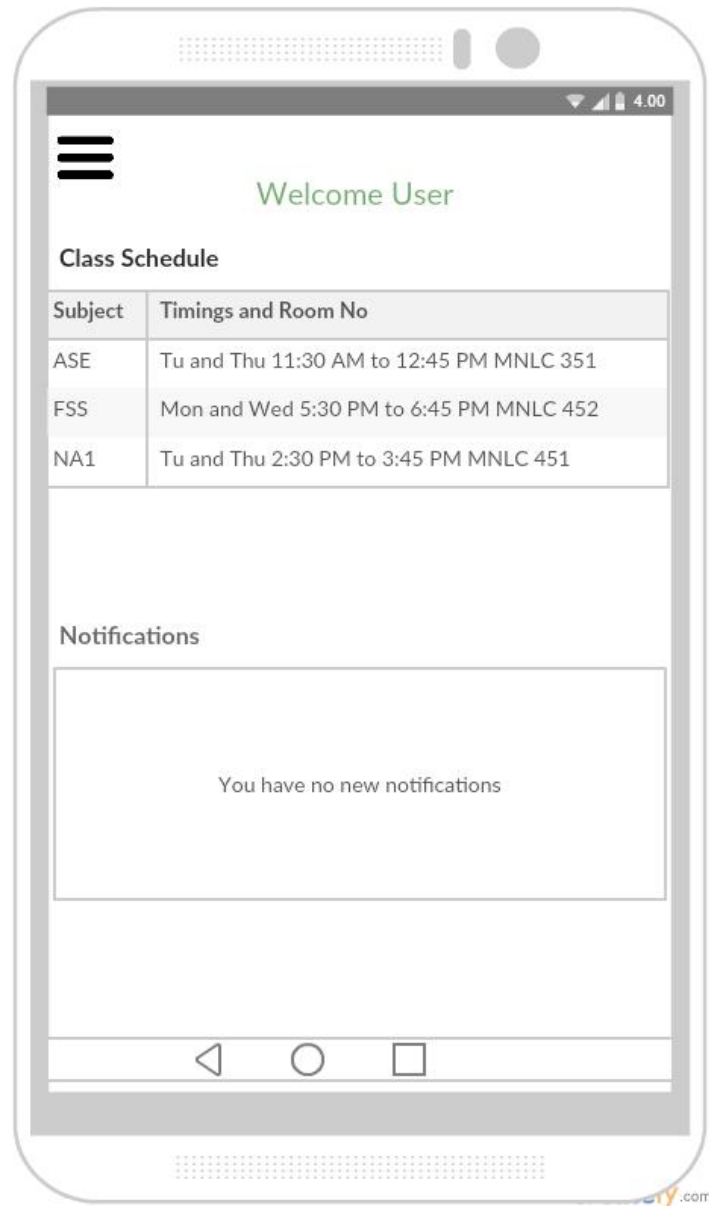 4.00
Welcome User
Class Schedule
Subject Timings and Room No
ASE Tu and Thu 11:30 AM to 12:45 PM MNLC 351
FSS Mon and Wed 5:30 PM to 6:45 PM MNLC 452
NA1 Tu and Thu 2:30 PM to 3:45 PM MNLC 451
Notifications
You have no new notifications
.com